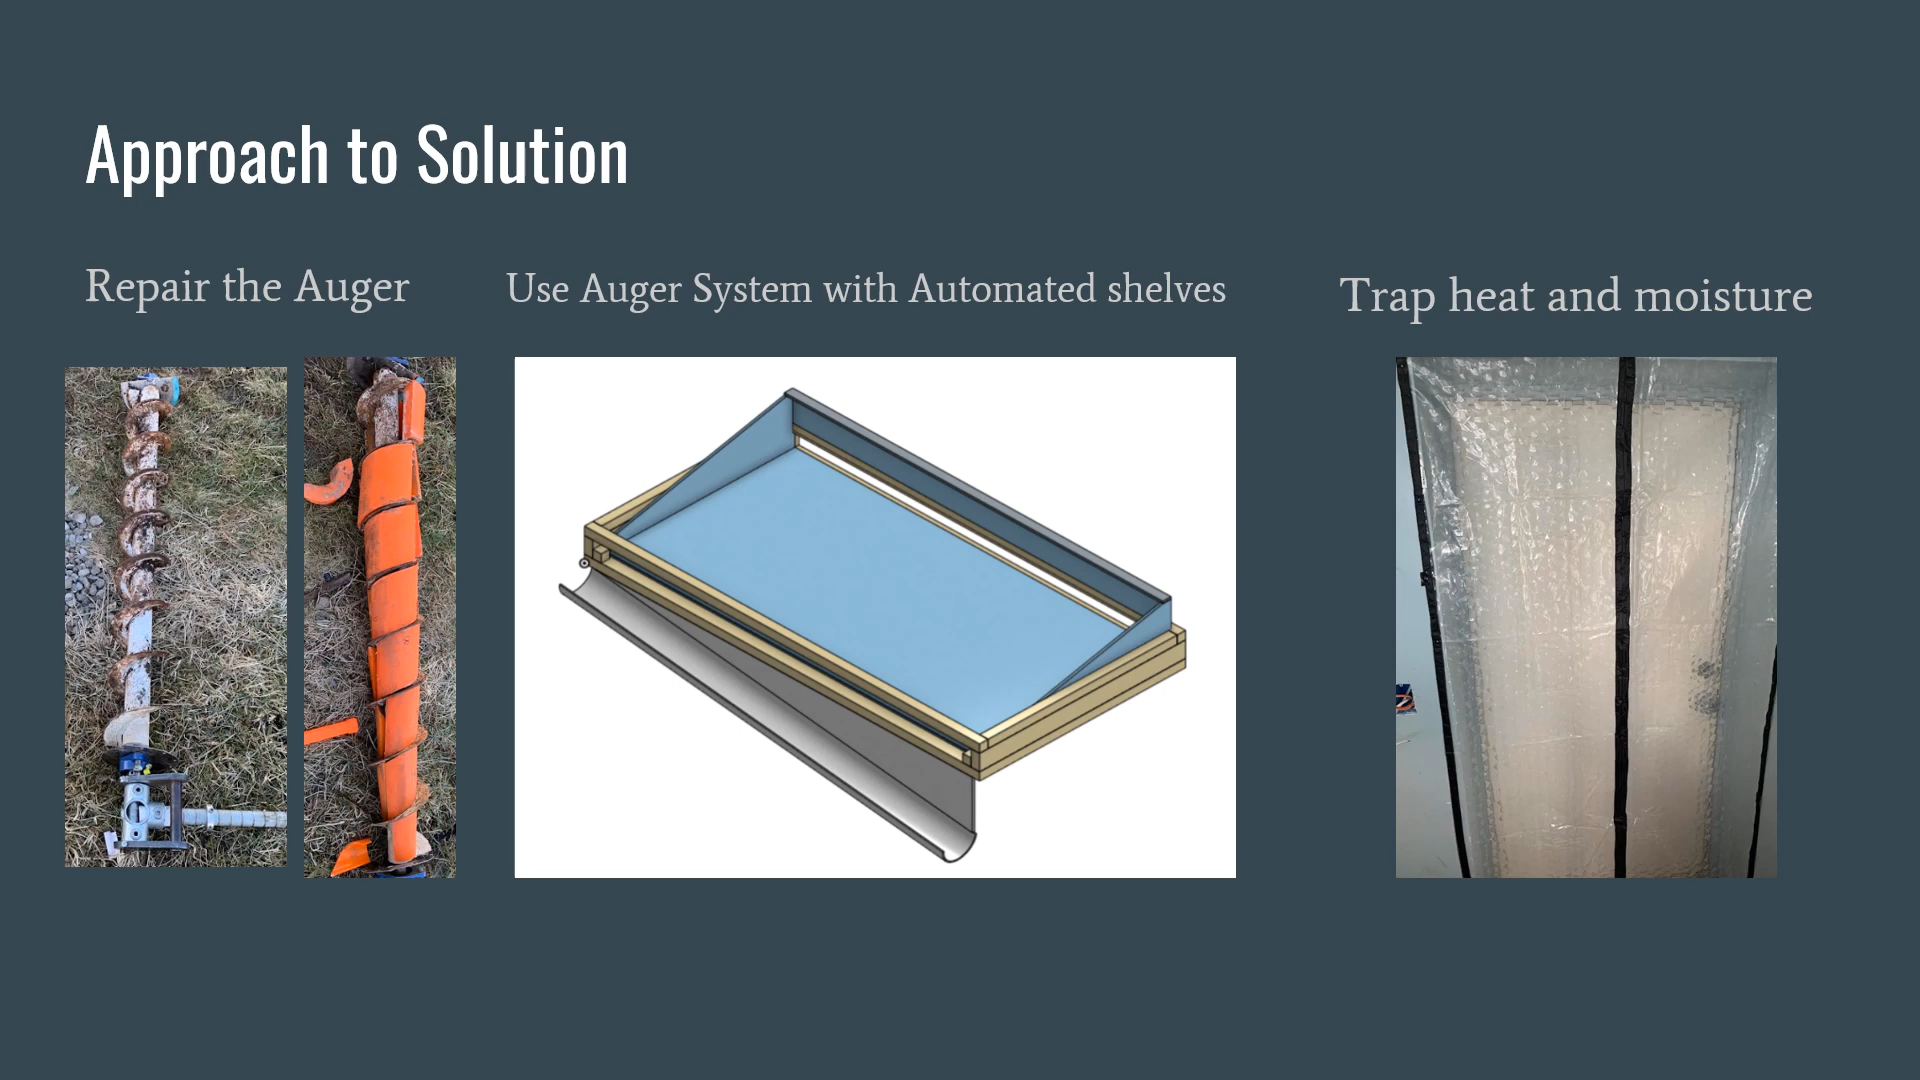 Approach to Solution
Repair the Auger
Use Auger System with Automated shelves
Trap heat and moisture